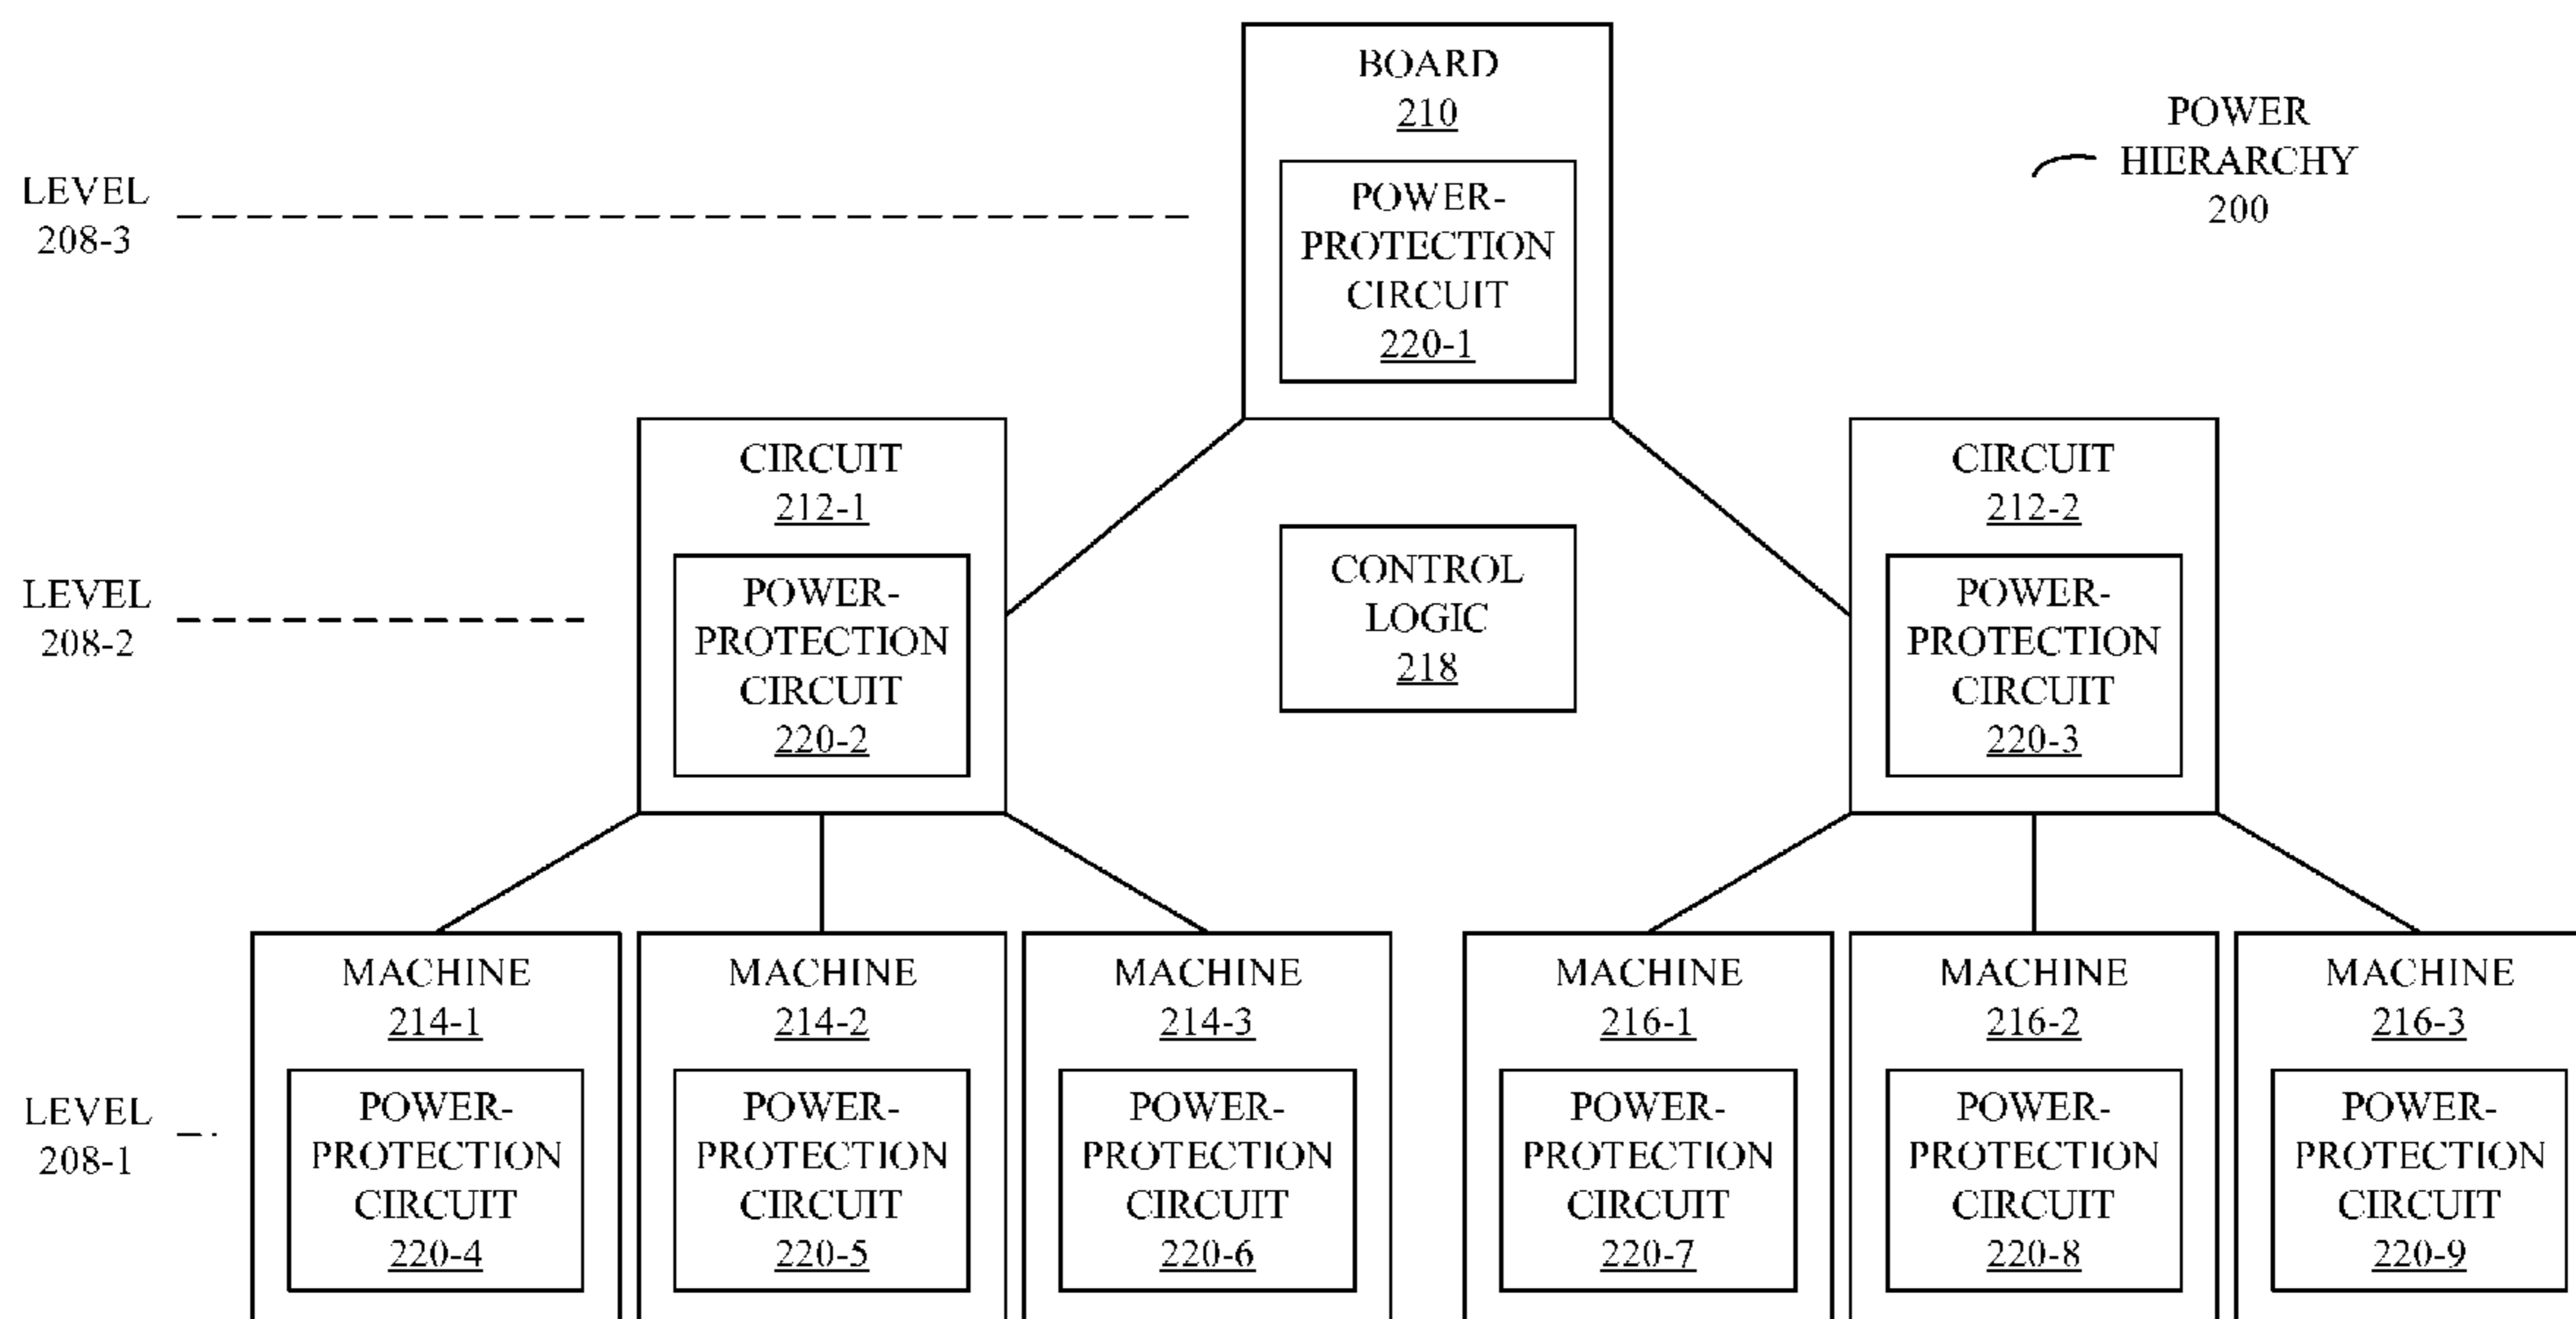 BOARD
210
POWER-
PROTECTION
CIRCUIT
220-1
POWER
HIERARCHY
200
LEVEL
208-3
CIRCUIT
212-1
POWER-
PROTECTION
CIRCUIT
220-2
CONTROL
LOGIC
218
CIRCUIT
212-2
POWER-
PROTECTION
CIRCUIT
220-3
LEVEL
208-2
MACHINE
214-1
POWER-
PROTECTION
CIRCUIT
220-4
MACHINE
214-2
POWER-
PROTECTION
CIRCUIT
220-5
MACHINE
214-3
POWER-
PROTECTION
CIRCUIT
220-6
MACHINE
216-1
POWER-
PROTECTION
CIRCUIT
220-7
MACHINE
216-2
POWER-
PROTECTION
CIRCUIT
220-8
MACHINE
216-3
POWER-
PROTECTION
CIRCUIT
220-9
LEVEL
208-1